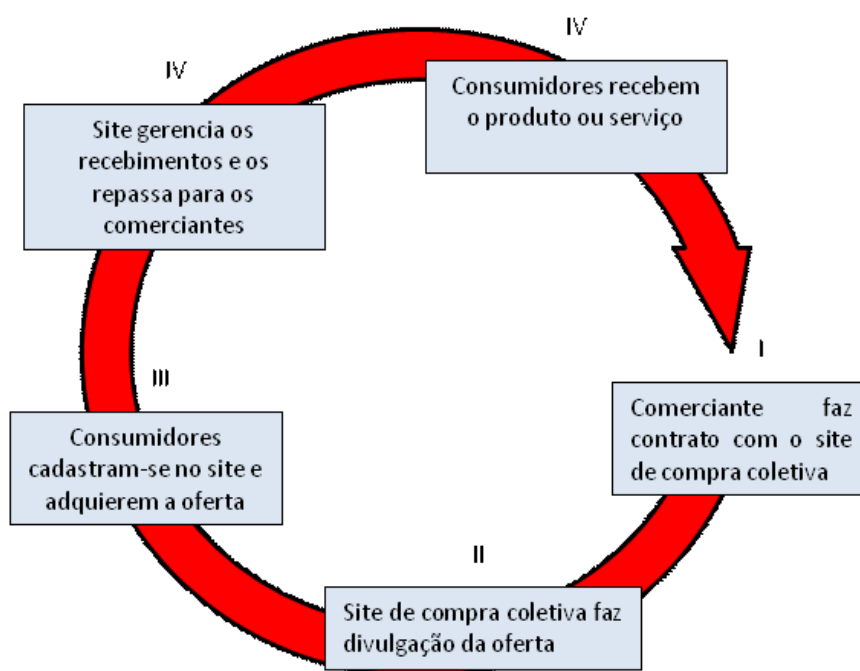 IV
Consumidores recebem
o produto ou serviço
IV
Site gerencia os
recebimentos e os
repassa para os
comerciantes
I
Comerciante faz
contrato com o site
de compra coletiva
III
Consumidores
cadastram-se no site e
adquierem a oferta
II
Site de compra coletiva faz
divulgação da oferta